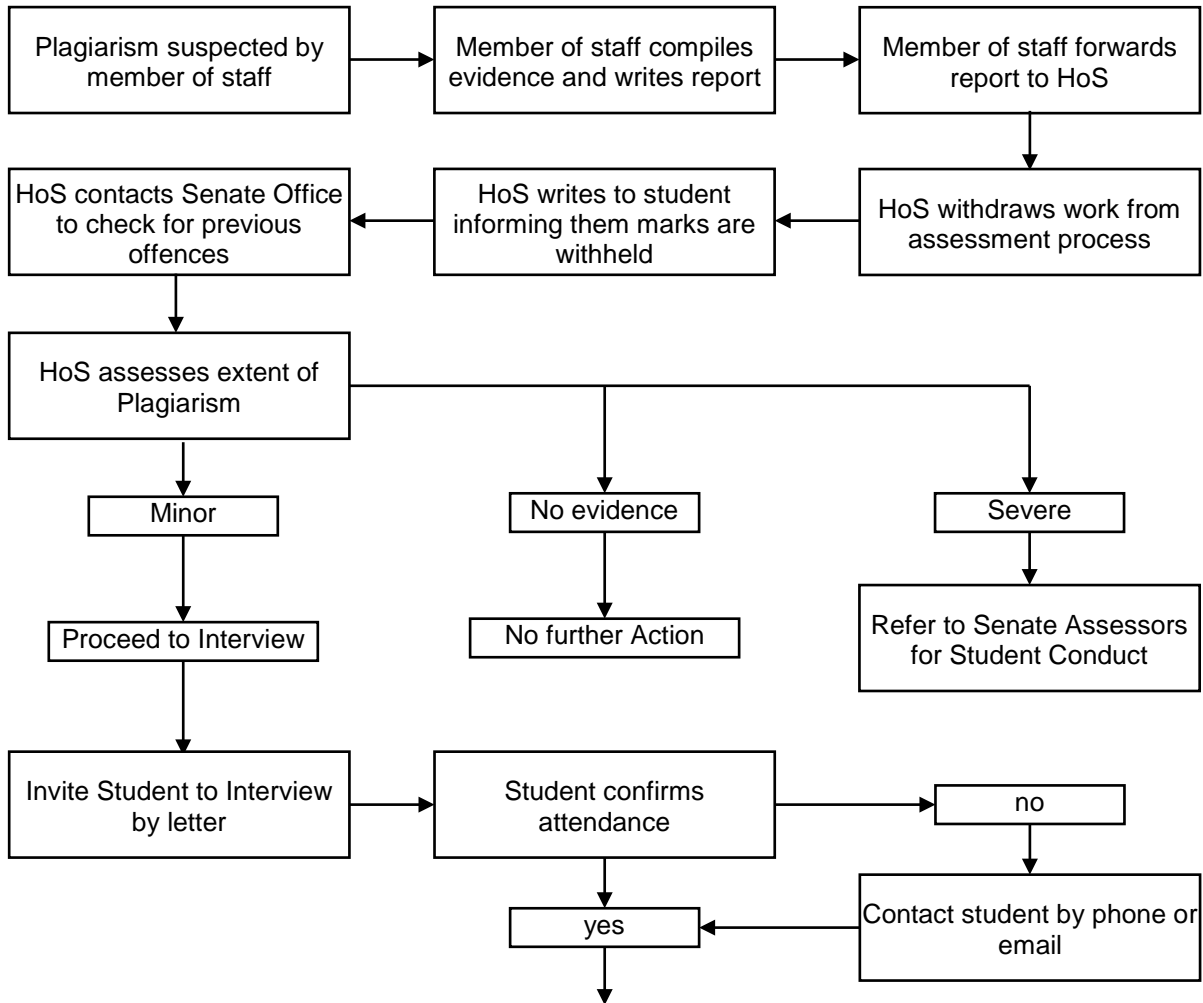 Plagiarism suspected by
member of staff
Member of staff compiles
evidence and writes report
Member of staff forwards
report to HoS
HoS contacts Senate Office
to check for previous
offences
HoS writes to student
informing them marks are
withheld
HoS withdraws work from
assessment process
HoS assesses extent of
Plagiarism
Minor
No evidence
Severe
Proceed to Interview
No further Action
Refer to Senate Assessors
for Student Conduct
Invite Student to Interview
by letter
Student confirms
attendance
no
yes
Contact student by phone or
email